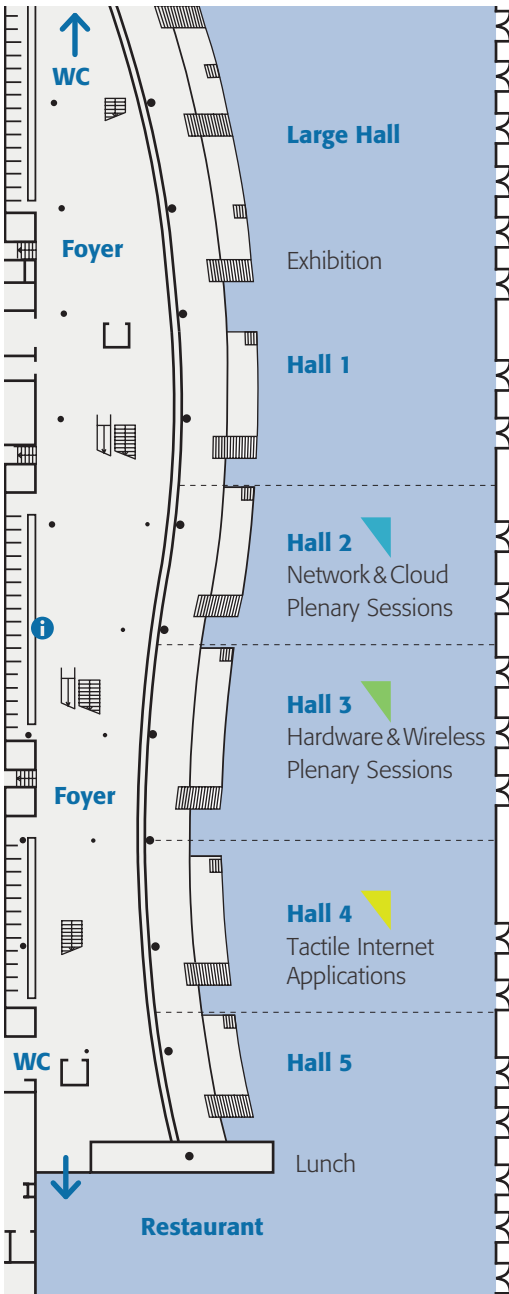 WC
Large Hall
Foyer
Exhibition
Hall 1
Hall 2
Network & Cloud
Plenary Sessions
i
Hall 3
Hardware & Wireless
Plenary Sessions
Foyer
Hall 4
Tactile Internet
Applications
WC
Hall 5
Lunch
Restaurant